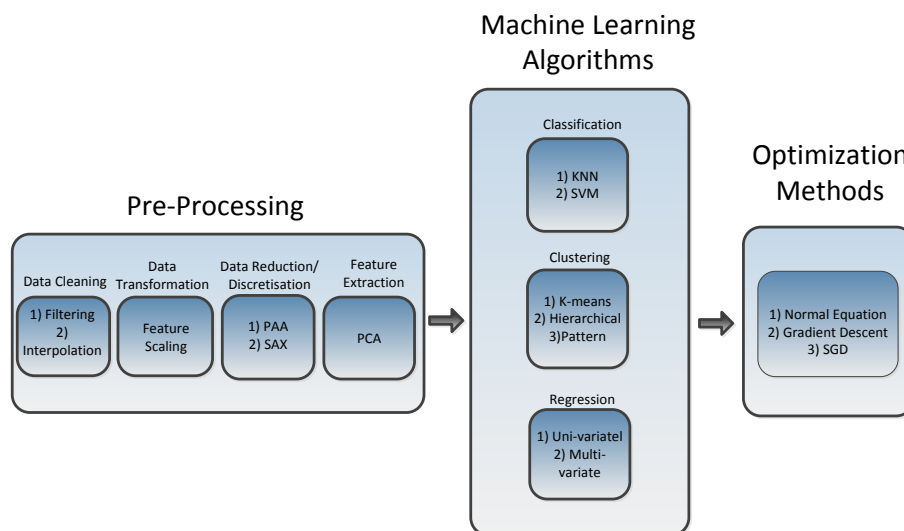 Machine Learning
Algorithms
Pre-Processing
Optimization
Methods
Data Cleaning
1) Filtering
2)
Interpolation
Data
Transformation
Feature
Scaling
Data Reduction/
Discretisation
1) PAA
2) SAX
Feature
Extraction
PCA
Classification
1) KNN
2) SVM
Clustering
1) K-means
2) Hierarchical
3)Pattern
Regression
1) Uni-variatel
2) Multi-
variate
1) Normal Equation
2) Gradient Descent
3) SGD